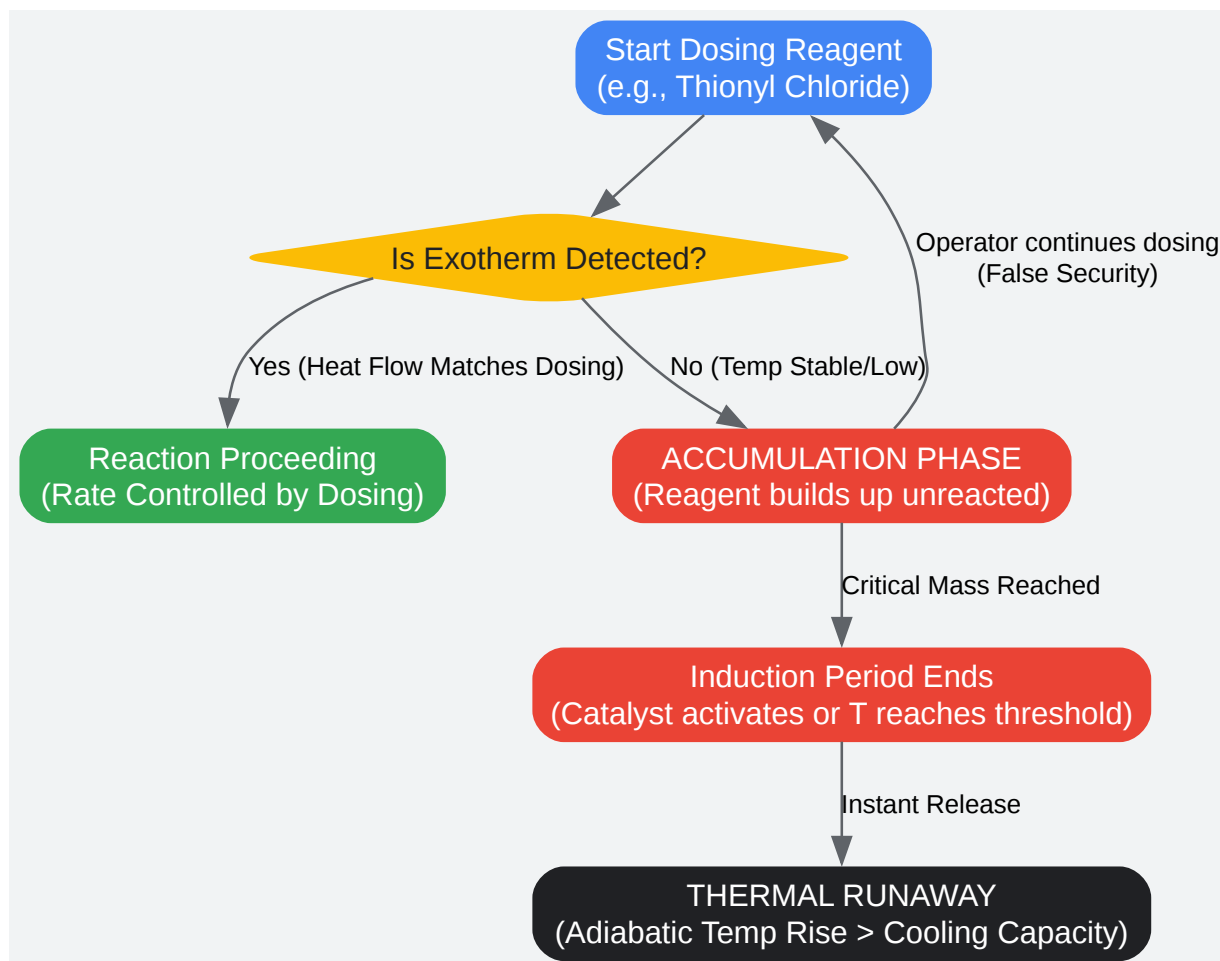 Start Dosing Reagent
(e.g., Thionyl Chloride)
Is Exotherm Detected?
Operator continues dosing
(False Security)
Yes (Heat Flow Matches Dosing)
No (Temp Stable/Low)
Reaction Proceeding
(Rate Controlled by Dosing)
ACCUMULATION PHASE
(Reagent builds up unreacted)
Critical Mass Reached
Induction Period Ends
(Catalyst activates or T reaches threshold)
Instant Release
THERMAL RUNAWAY
(Adiabatic Temp Rise > Cooling Capacity)